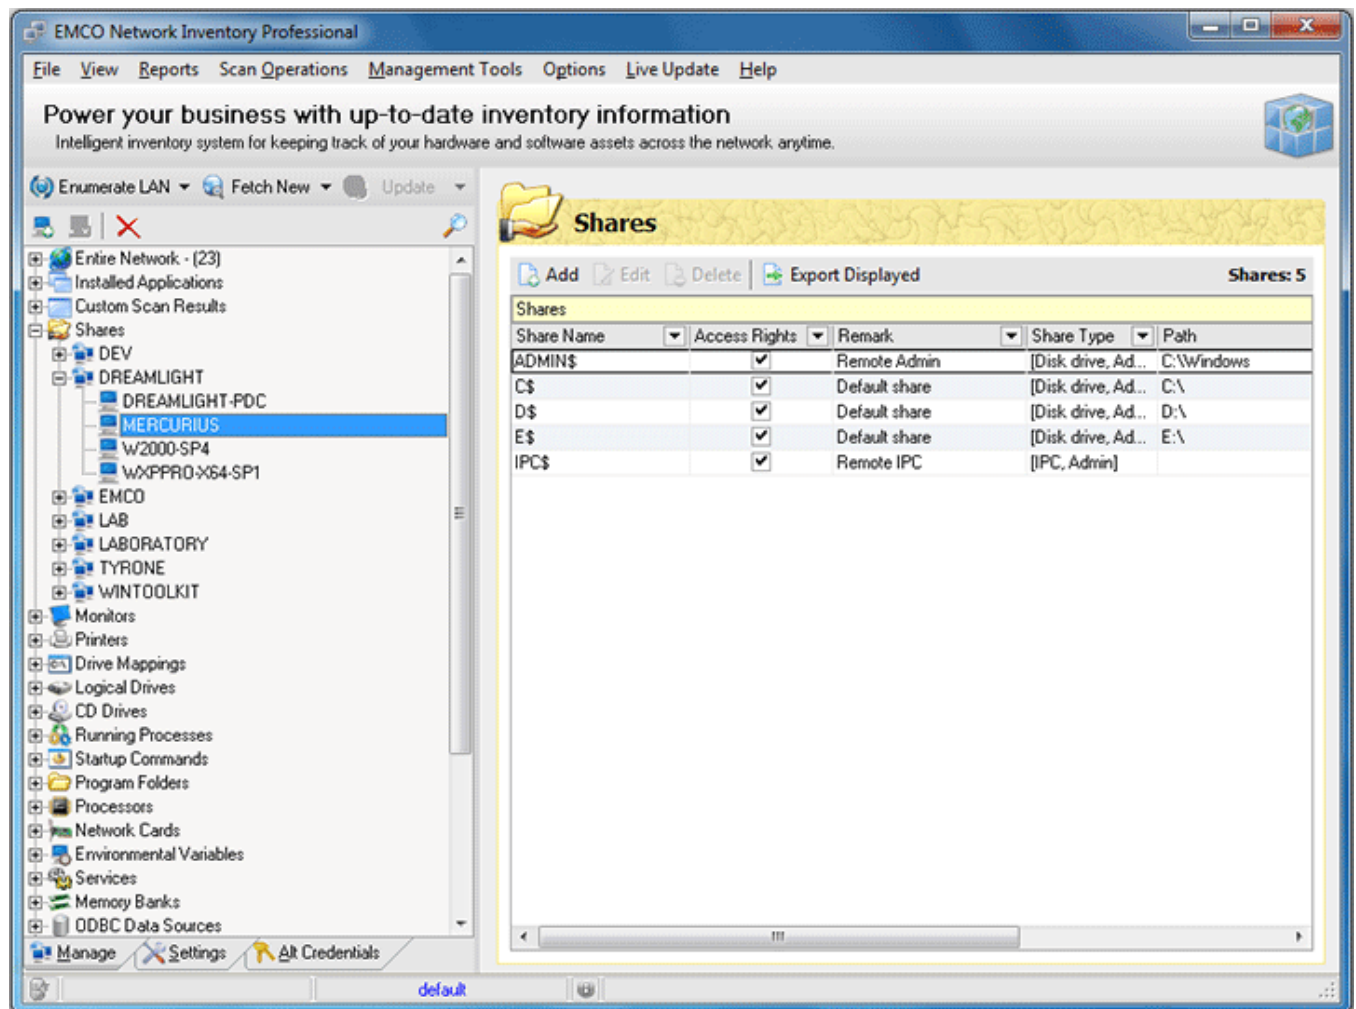 EMCO Network Inventory Professional
File View Reports Scan Operations Management Tools Options Live Update Help
Power your business with up-to-date inventory information
Intelligent inventory system for keeping track of your hardware and software assets across the network anytime.
Enumerate LAN Fetch New Update
Entire Network - (23)
Installed Applications
Custom Scan Results
Shares
DEV
DREAMLIGHT
DREAMLIGHT-PDC
MERCURIUS
W2000-SP4
WXPPRO-X64-SP1
EMCO
LAB
LABORATORY
TYRONE
WINTOOLKIT
Monitors
Printers
Drive Mappings
Logical Drives
CD Drives
Running Processes
Startup Commands
Program Folders
Processors
Network Cards
Environmental Variables
Services
Memory Banks
ODBC Data Sources
Manage Settings Alt Credentials
Shares
Add Edit Delete Export Displayed Shares: 5
Shares
Share Name Access Rights Remark Share Type Path
ADMIN$ Remote Admin [Disk drive, Ad... C:\Windows
C$ Default share [Disk drive, Ad... C:\
D$ Default share [Disk drive, Ad... D:\
E$ Default share [Disk drive, Ad... E:\
IPC$ Remote IPC [IPC, Admin]
default